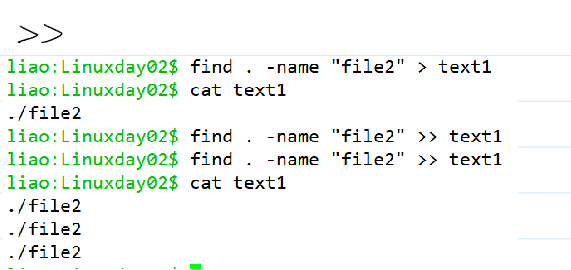 >>
liao:Linuxday02$ find . -name "file2" > text1
liao:Linuxday02$ cat text1
./file2
liao:Linuxday02$ find . -name "file2" >> text1
liao:Linuxday02$ find . -name "file2" >> text1
liao:Linuxday02$ cat text1
./file2
./file2
./file2